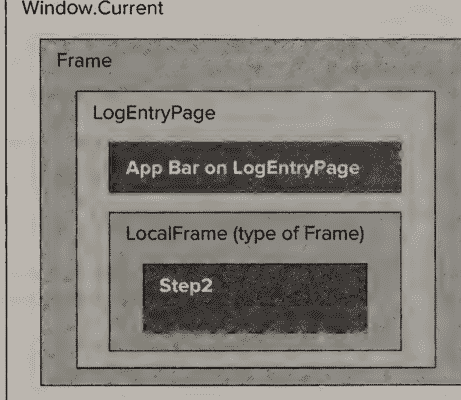 Window.Current
Frame
LogEntryPage
App Bar on LogEntryPage
LocalFrame (type of Frame)
Step2